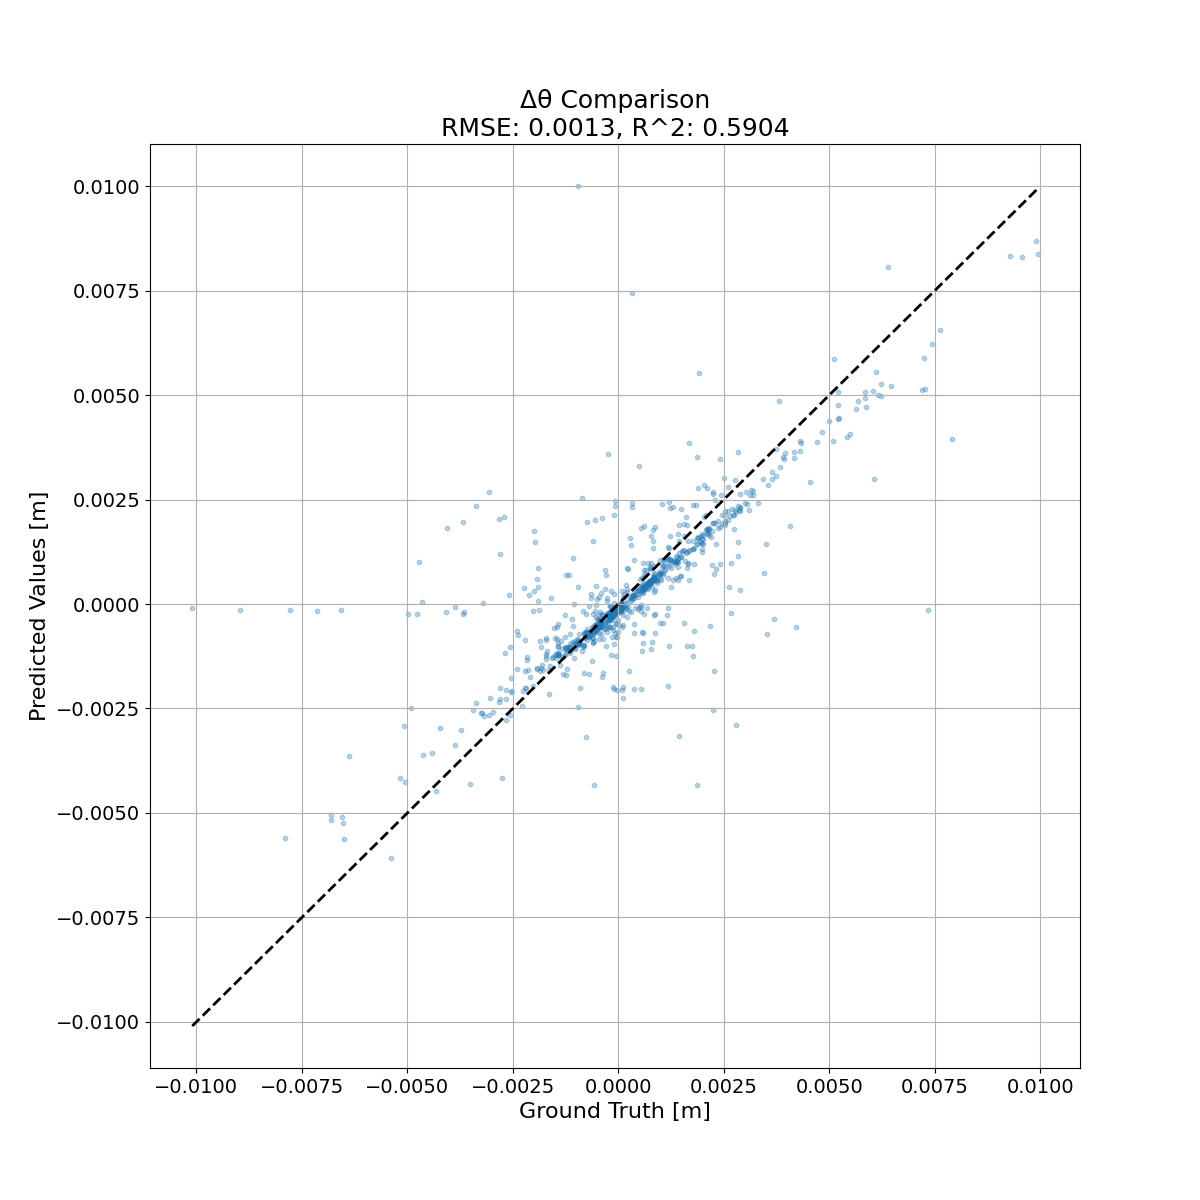 Δθ Comparison
RMSE: 0.0013, R^2: 0.5904
0.0100
0.0075
0.0050
0.0025
0.0000
−0.0025
−0.0050
−0.0075
−0.0100
Predicted Values [m]
−0.0100 −0.0075 −0.0050 −0.0025 0.0000 0.0025 0.0050 0.0075 0.0100
Ground Truth [m]